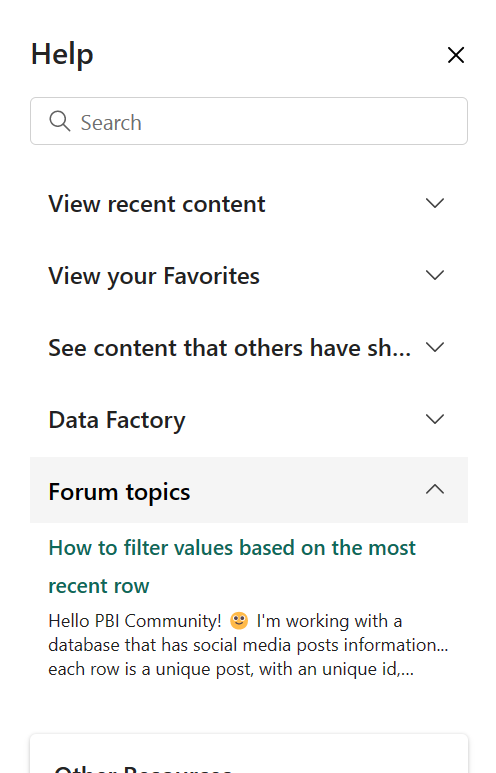 Help
Search
View recent content
View your Favorites
See content that others have sh...
Data Factory
Forum topics
How to filter values based on the most
recent row
Hello PBI Community! 🙂 I'm working with a
database that has social media posts information...
each row is a unique post, with an unique id,...
Other Resources